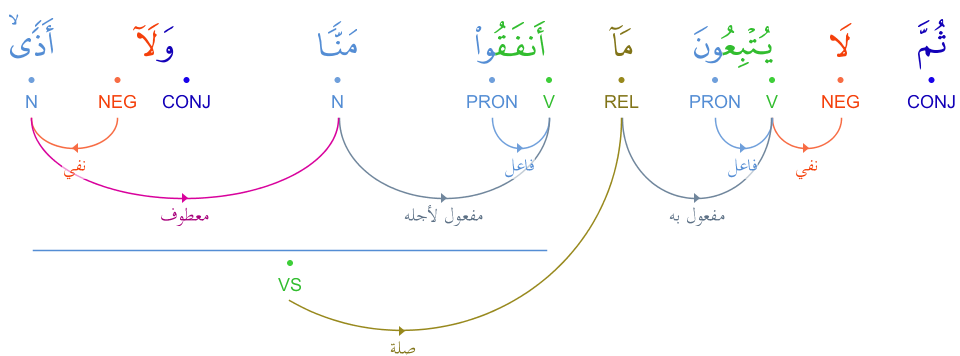 ثُمَّ لَا يُتْبِعُونَ مَآ أَنفَقُوا۟ مَنًّا وَلَآ أَذًى ۙ
CONJ NEG V PRON REL V PRON N CONJ NEG N
نفي فاعل فاعل نفي
مفعول به مفعول لأجله معطوف
VS
صلة